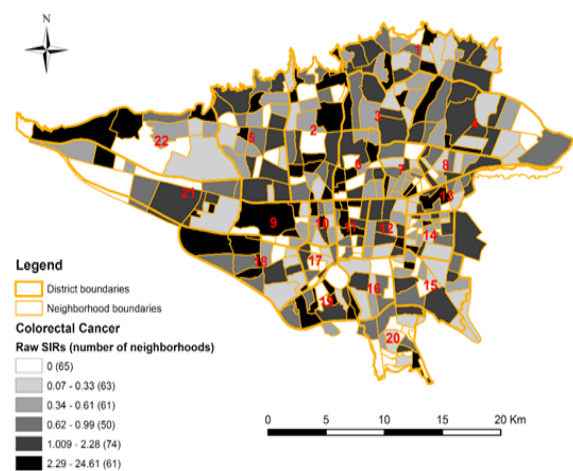 N
1
3
4
2
5
22
6
7
8
21
13
9
10
11
12
14
18
17
16
15
19
20
Legend
District boundaries
Neighborhood boundaries
Colorectal Cancer
Raw SIRs (number of neighborhoods)
0 (65)
0.07 - 0.33 (63)
0.34 - 0.61 (61)
0.62 - 0.99 (50)
1.009 - 2.28 (74)
2.29 - 24.61 (61)
0 5 10 15 20 Km